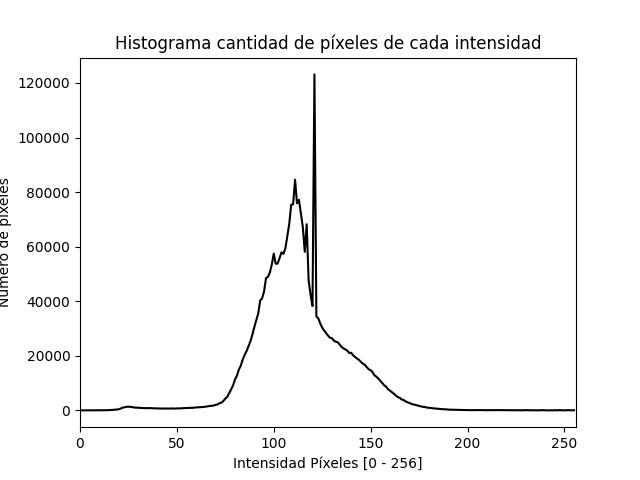 Histograma cantidad de píxeles de cada intensidad
120000
100000
80000
60000
40000
20000
0
Número de píxeles
0 50 100 150 200 250
Intensidad Píxeles [0 - 256]